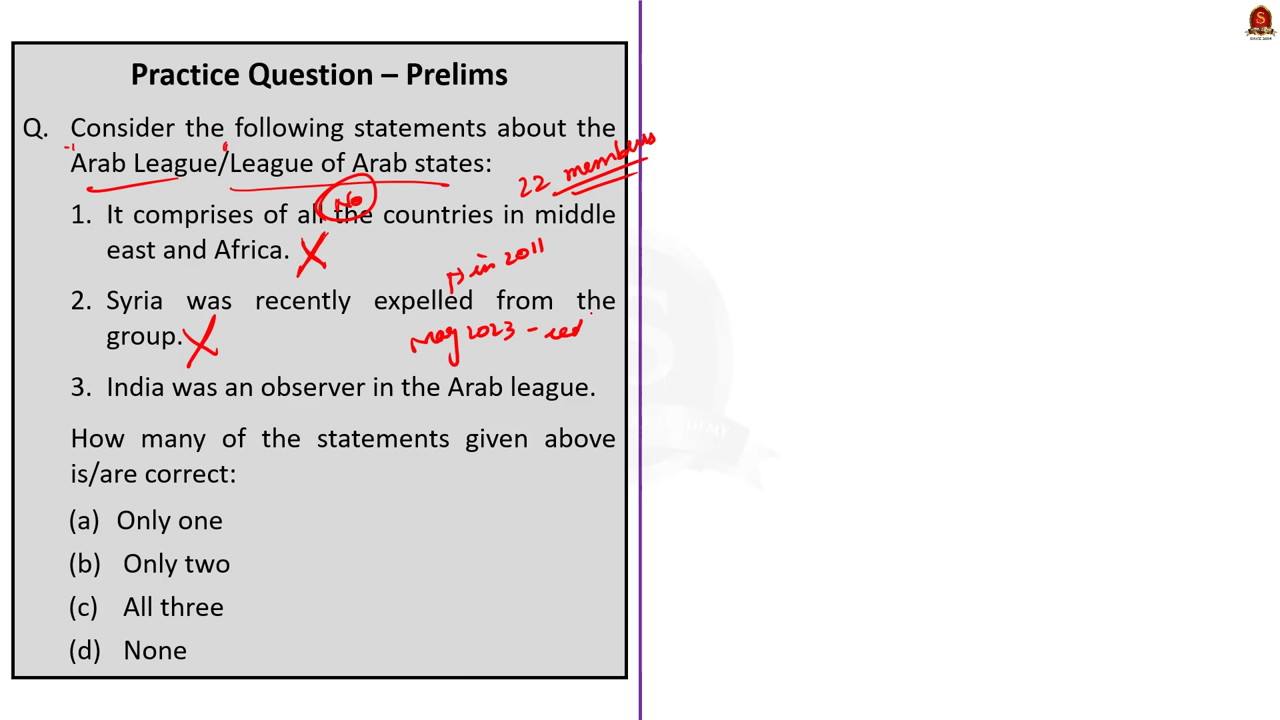 Practice Question – Prelims
Q. Consider the following statements about the
Arab League/League of Arab states:
22 members
No
1. It comprises of all the countries in middle
east and Africa.
in 2011
2. Syria was recently expelled from the
group.
May 2023 -
3. India was an observer in the Arab league.
How many of the statements given above
is/are correct:
(a) Only one
(b) Only two
(c) All three
(d) None
S
SINCE 2004